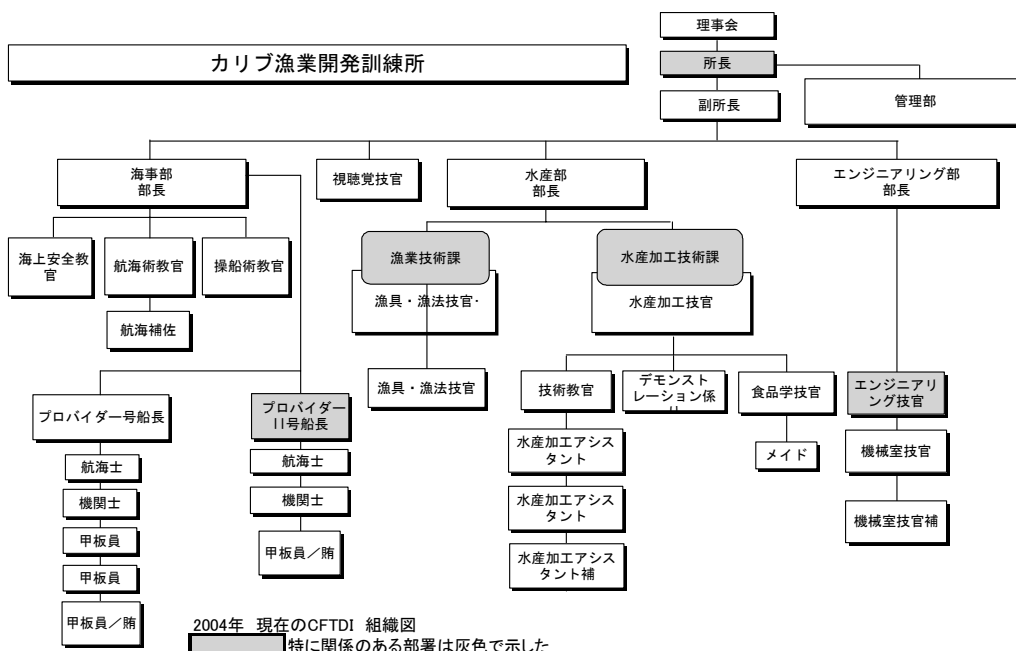 理事会
カリブ漁業開発訓練所
所長
副所長
管理部
海事部
部長
視聴覚技官
水産部
部長
エンジニアリング部
部長
海上安全教
官
航海術教官
操船術教官
漁業技術課
水産加工技術課
漁具・漁法技官・
水産加工技官
航海補佐
漁具・漁法技官
技術教官
デモンスト
レーション係
食品学技官
エンジニアリ
ング技官
プロバイダー号船長
プロバイダー
II号船長
水産加工アシス
タント
メイド
機械室技官
航海士
航海士
機関士
機関士
水産加工アシス
タント
機械室技官補
甲板員
甲板員／賄
水産加工アシス
タント補
甲板員
甲板員／賄
2004年 現在のCFTDI 組織図
特に関係のある部署は灰色で示した